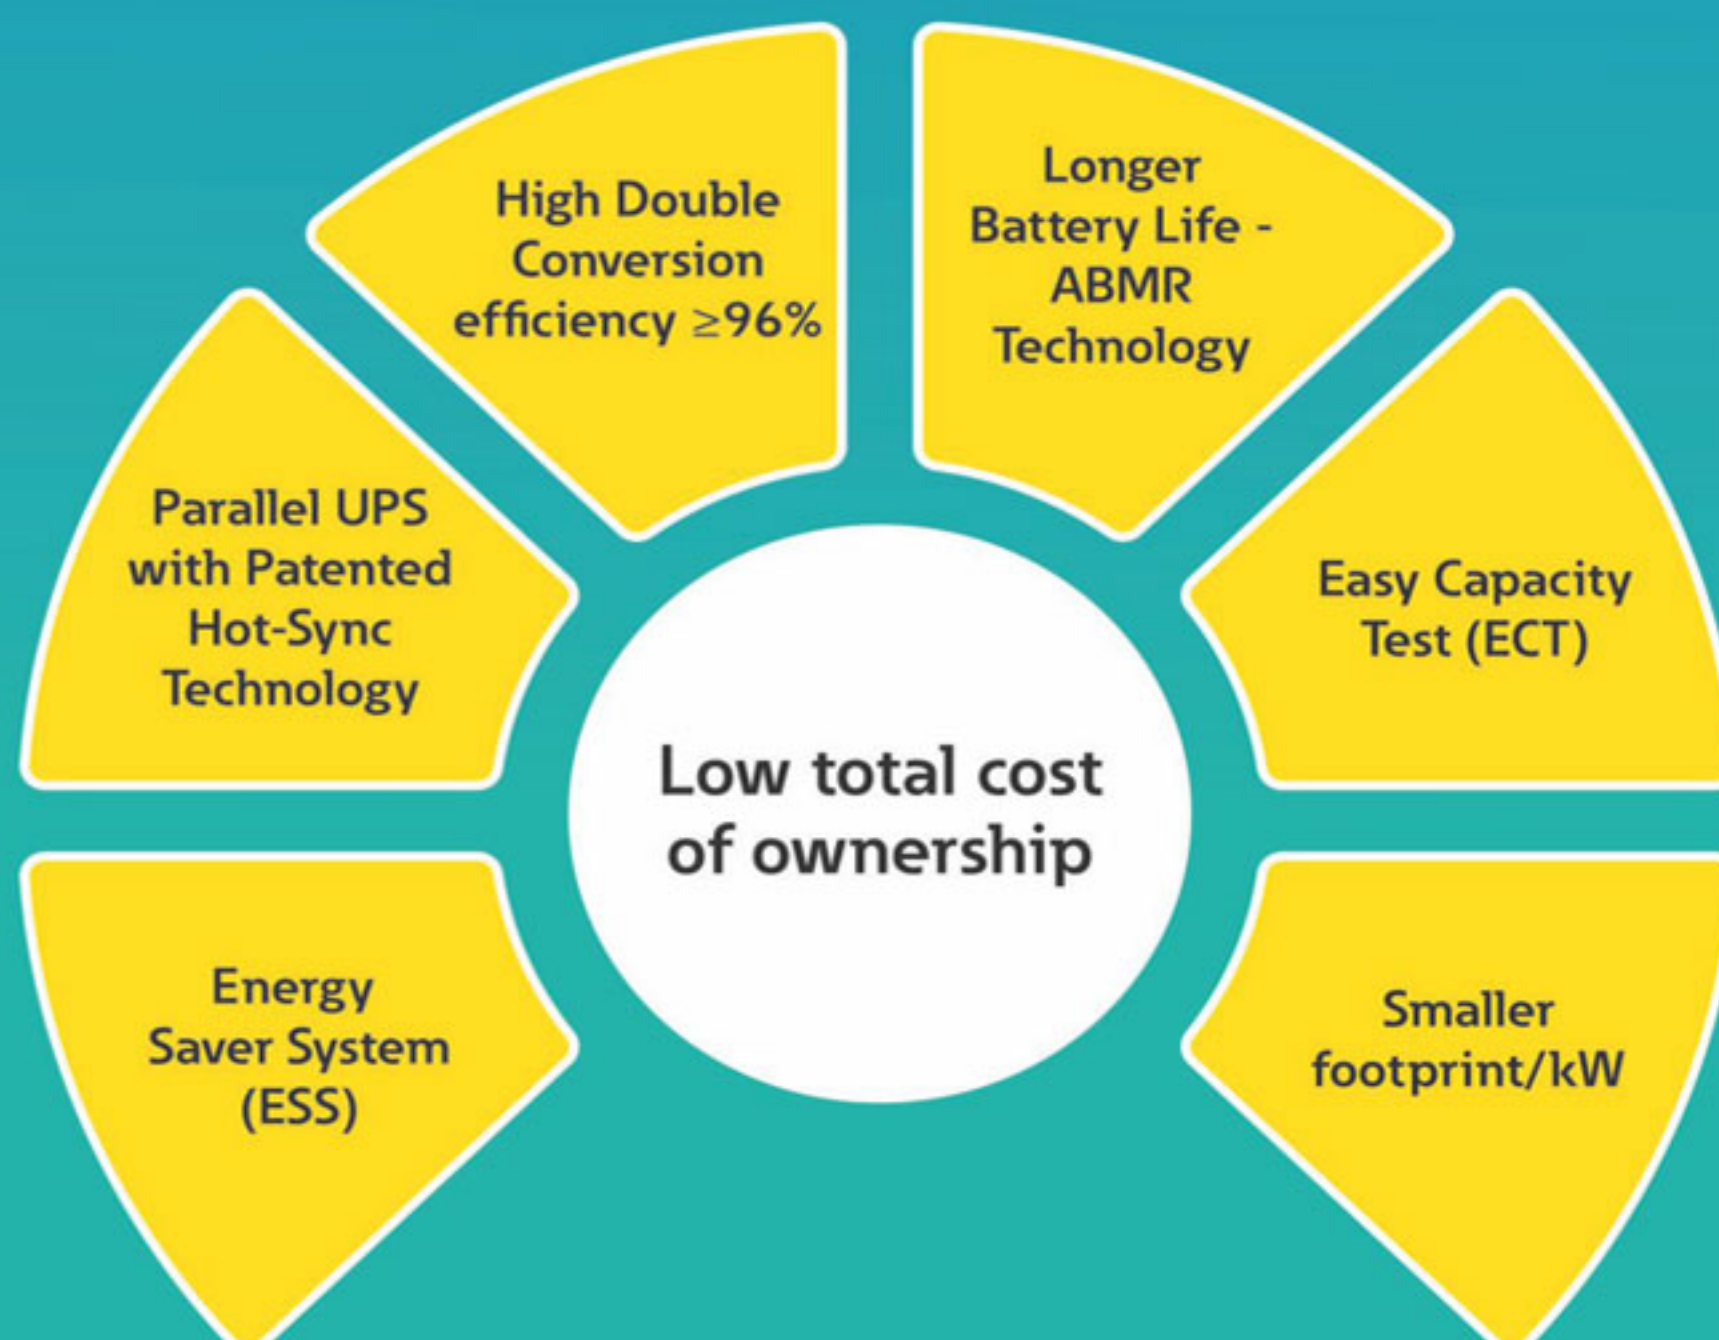 High Double
Conversion
efficiency ≥96%
Longer
Battery Life -
ABMR
Technology
Parallel UPS
with Patented
Hot-Sync
Technology
Easy Capacity
Test (ECT)
Low total cost
of ownership
Energy
Saver System
(ESS)
Smaller
footprint/kW